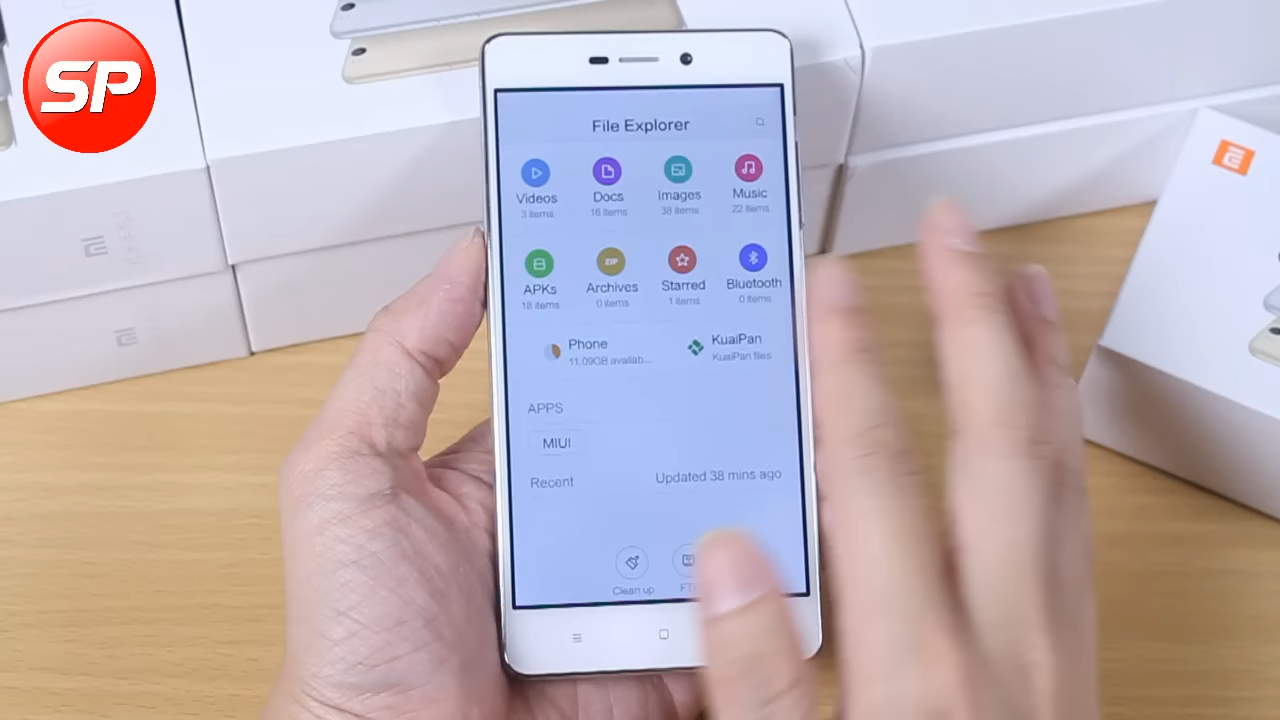 SP
File Explorer
Videos
3 items
Docs
16 items
Images
38 items
Music
22 items
APKs
18 items
ZIP
Archives
0 items
Starred
1 items
Bluetooth
0 items
Phone
11.09GB availab...
KuaiPan
KuaiPan files
APPS
MIUI
Recent
Updated 38 mins ago
Clean up